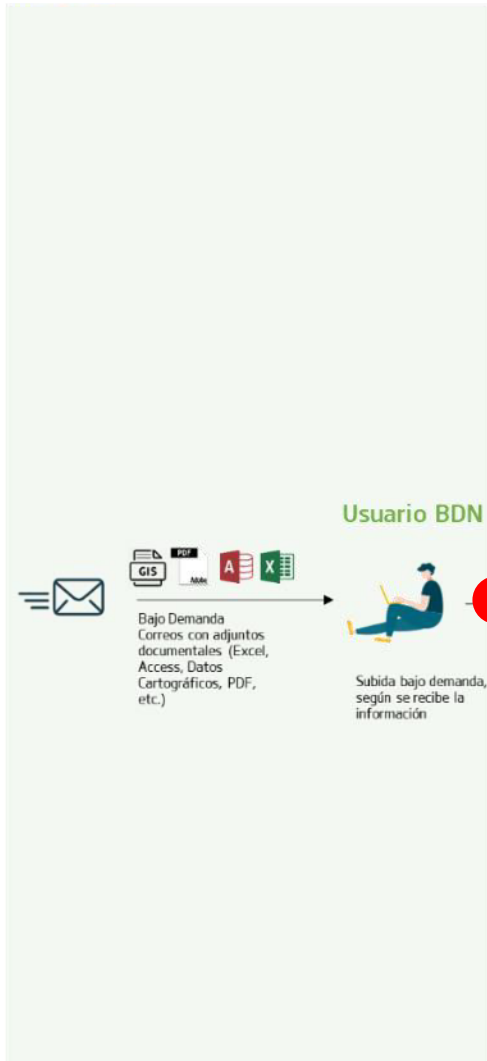 Usuario BDN
GIS
PDF
Adobe
A
X
Bajo Demanda
Correos con adjuntos
documentales (Excel,
Access, Datos
Cartográficos, PDF,
etc.)
Subida bajo demanda,
según se recibe la
información